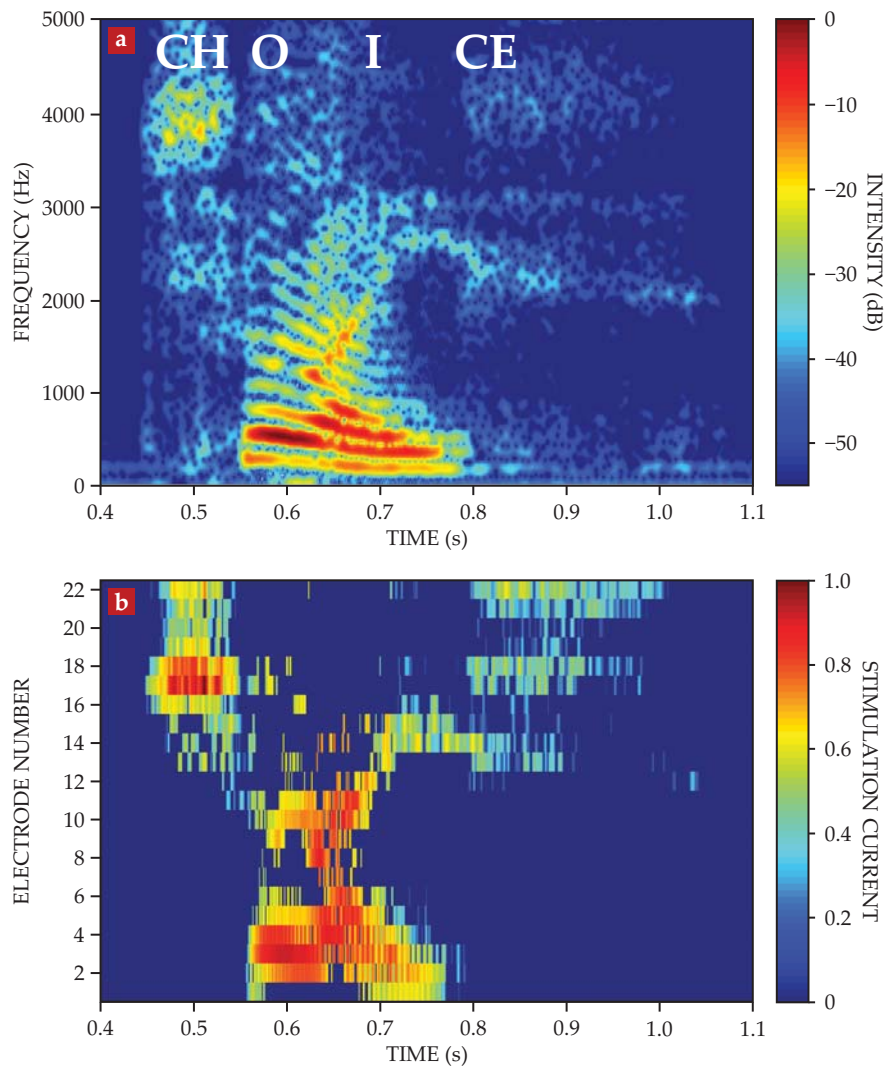 a
CH O I CE
5000
4000
3000
2000
1000
0
FREQUENCY (Hz)
0.4 0.5 0.6 0.7 0.8 0.9 1.0 1.1
TIME (s)
0
−10
−20
−30
−40
−50
INTENSITY (dB)
b
22
20
18
16
14
12
10
8
6
4
2
ELECTRODE NUMBER
0.4 0.5 0.6 0.7 0.8 0.9 1.0 1.1
TIME (s)
1.0
0.8
0.6
0.4
0.2
0
STIMULATION CURRENT